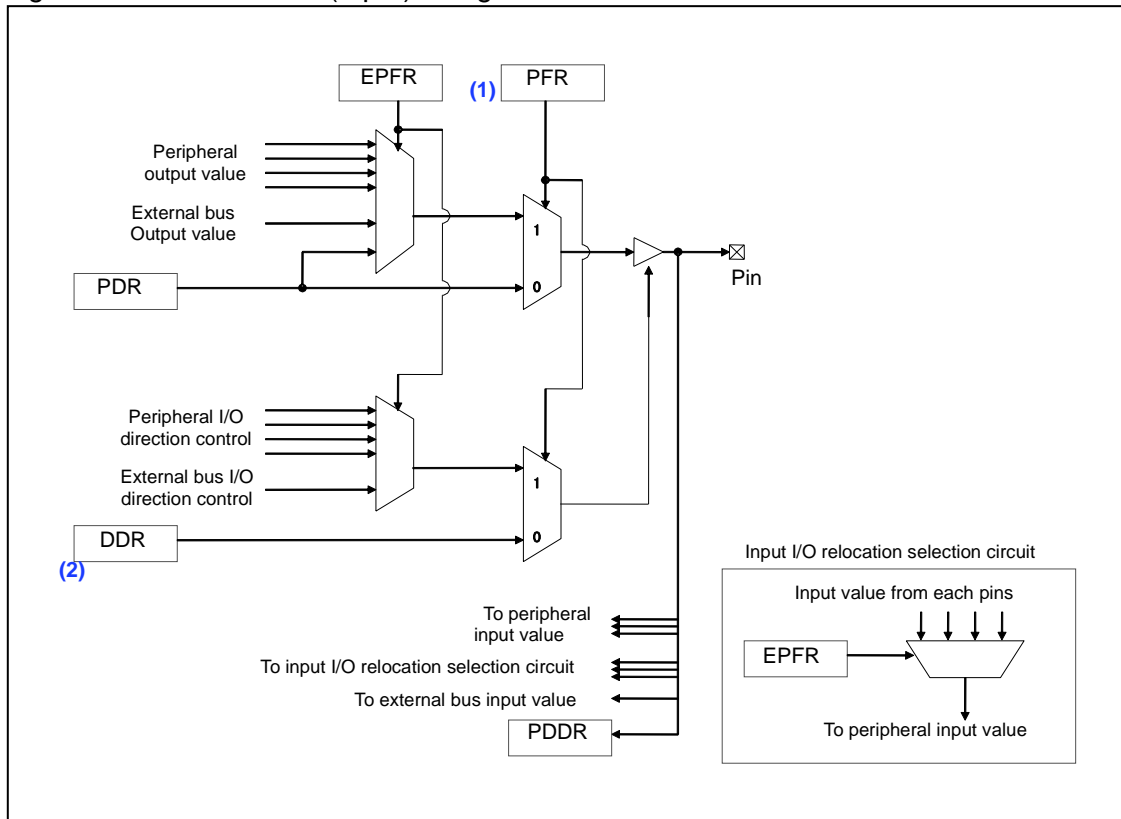 EPFR
(1)
PFR
Peripheral
output value
External bus
Output value
1
0
PDR
Pin
Peripheral I/O
direction control
External bus I/O
direction control
1
0
DDR
(2)
Input I/O relocation selection circuit
Input value from each pins
EPFR
To peripheral input value
To peripheral
input value
To input I/O relocation selection circuit
To external bus input value
PDDR